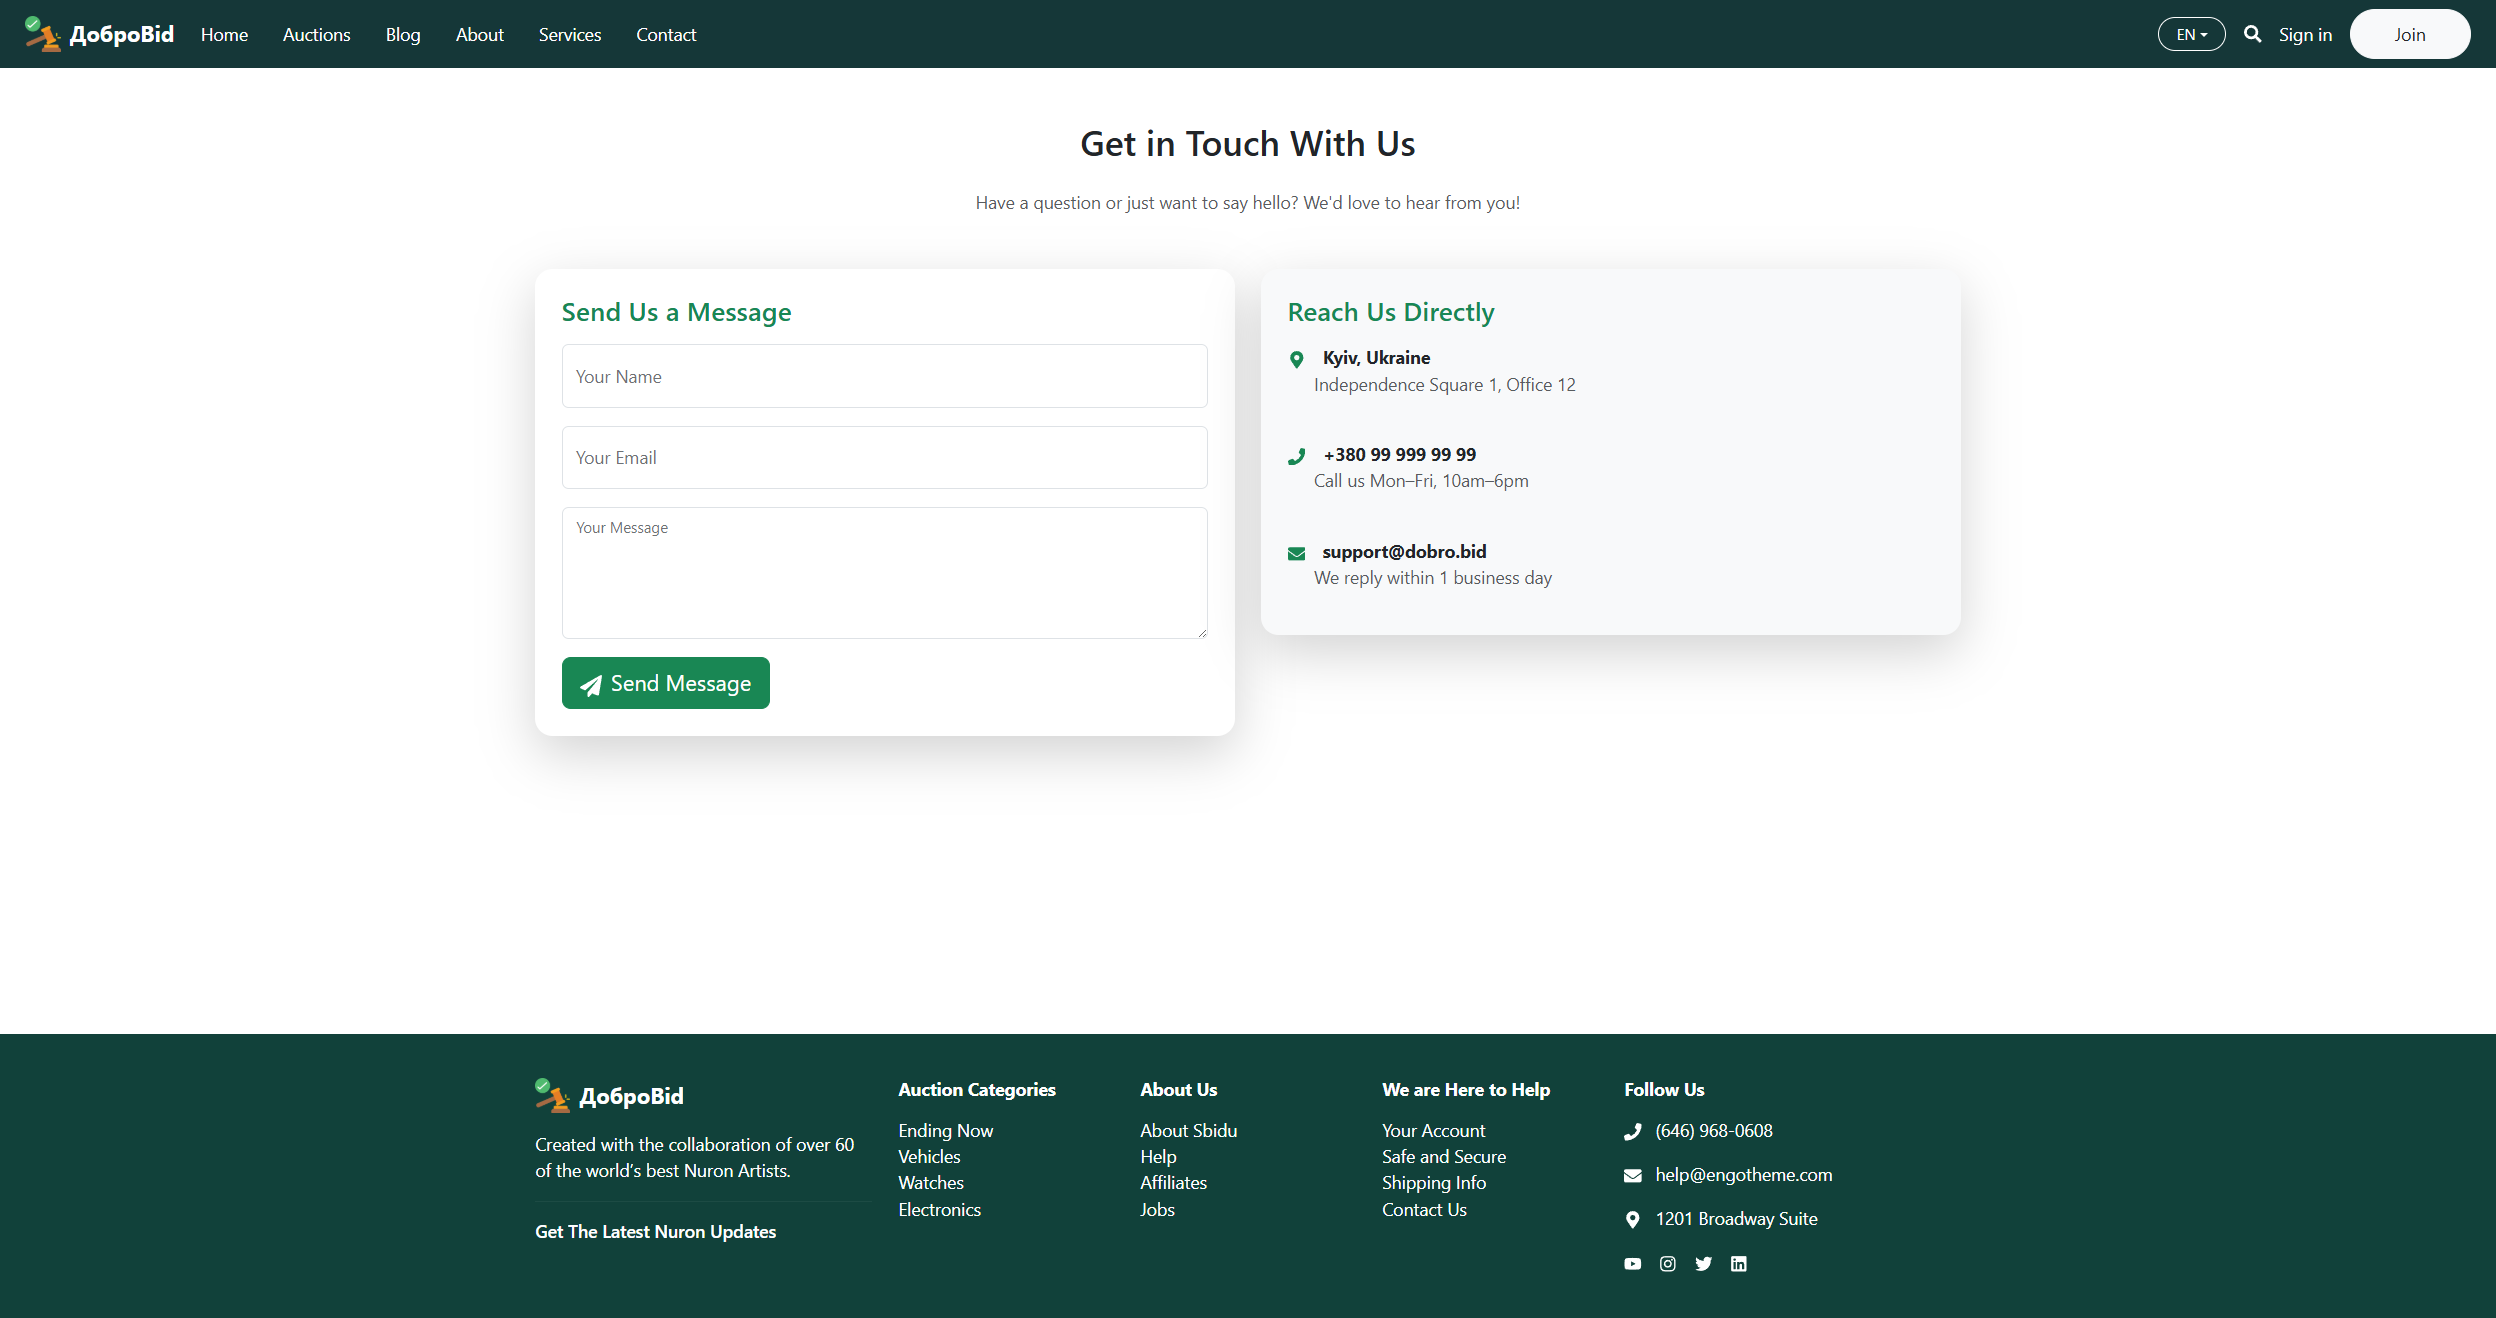 ДоброBid
Home
Auctions
Blog
About
Services
Contact
EN
Sign in
Join
Get in Touch With Us
Have a question or just want to say hello? We'd love to hear from you!
Send Us a Message
Your Name
Your Email
Your Message
Send Message
Reach Us Directly
Kyiv, Ukraine
Independence Square 1, Office 12
+380 99 999 99 99
Call us Mon–Fri, 10am–6pm
support@dobro.bid
We reply within 1 business day
ДоброBid
Created with the collaboration of over 60
of the world’s best Nuron Artists.
Get The Latest Nuron Updates
Auction Categories
Ending Now
Vehicles
Watches
Electronics
About Us
About Sbidu
Help
Affiliates
Jobs
We are Here to Help
Your Account
Safe and Secure
Shipping Info
Contact Us
Follow Us
(646) 968-0608
help@engotheme.com
1201 Broadway Suite